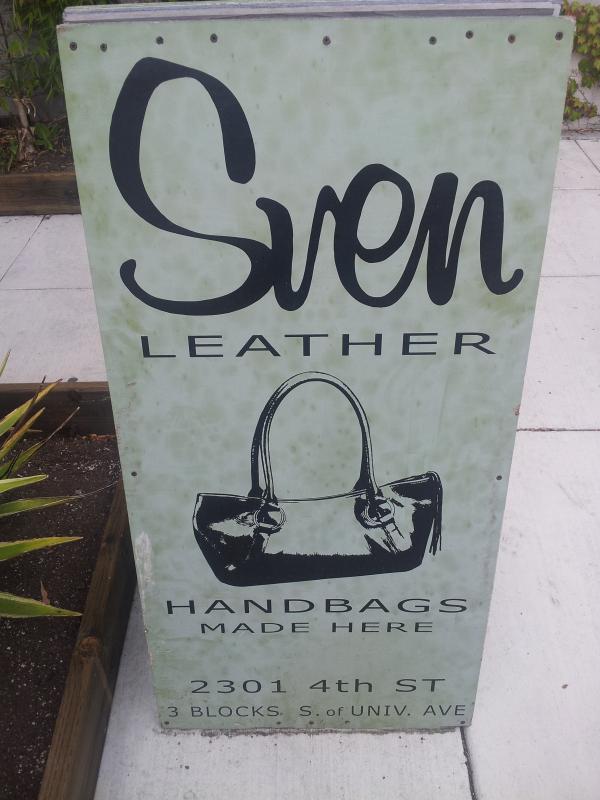 Sven
LEATHER
HANDBAGS
MADE HERE
2301 4th ST
3 BLOCKS S. of UNIV. AVE